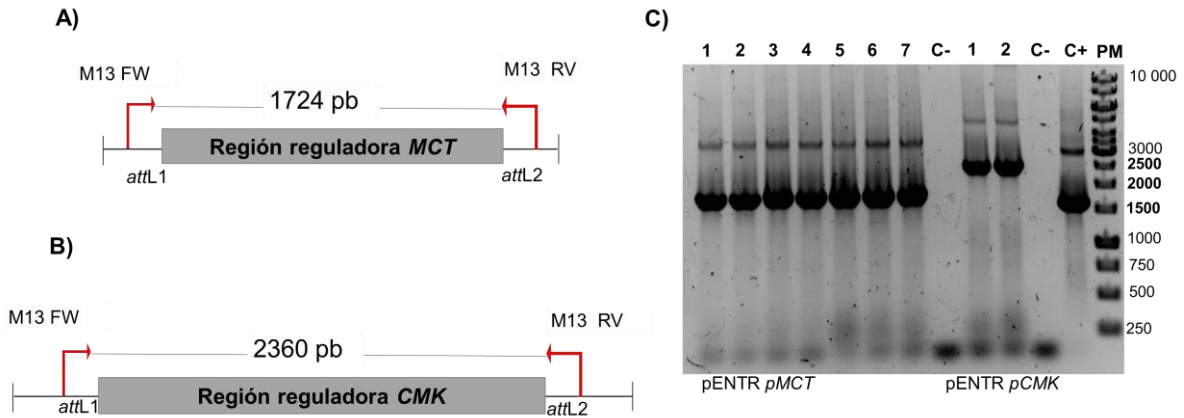 A)
M13 FW
M13 RV
1724 pb
Región reguladora MCT
attL1
attL2
B)
M13 FW
M13 RV
2360 pb
Región reguladora CMK
attL1
attL2
C)
1 2 3 4 5 6 7 C- 1 2 C- C+ PM
10 000
3000
2500
2000
1500
1000
750
500
250
pENTR pMCT
pENTR pCMK